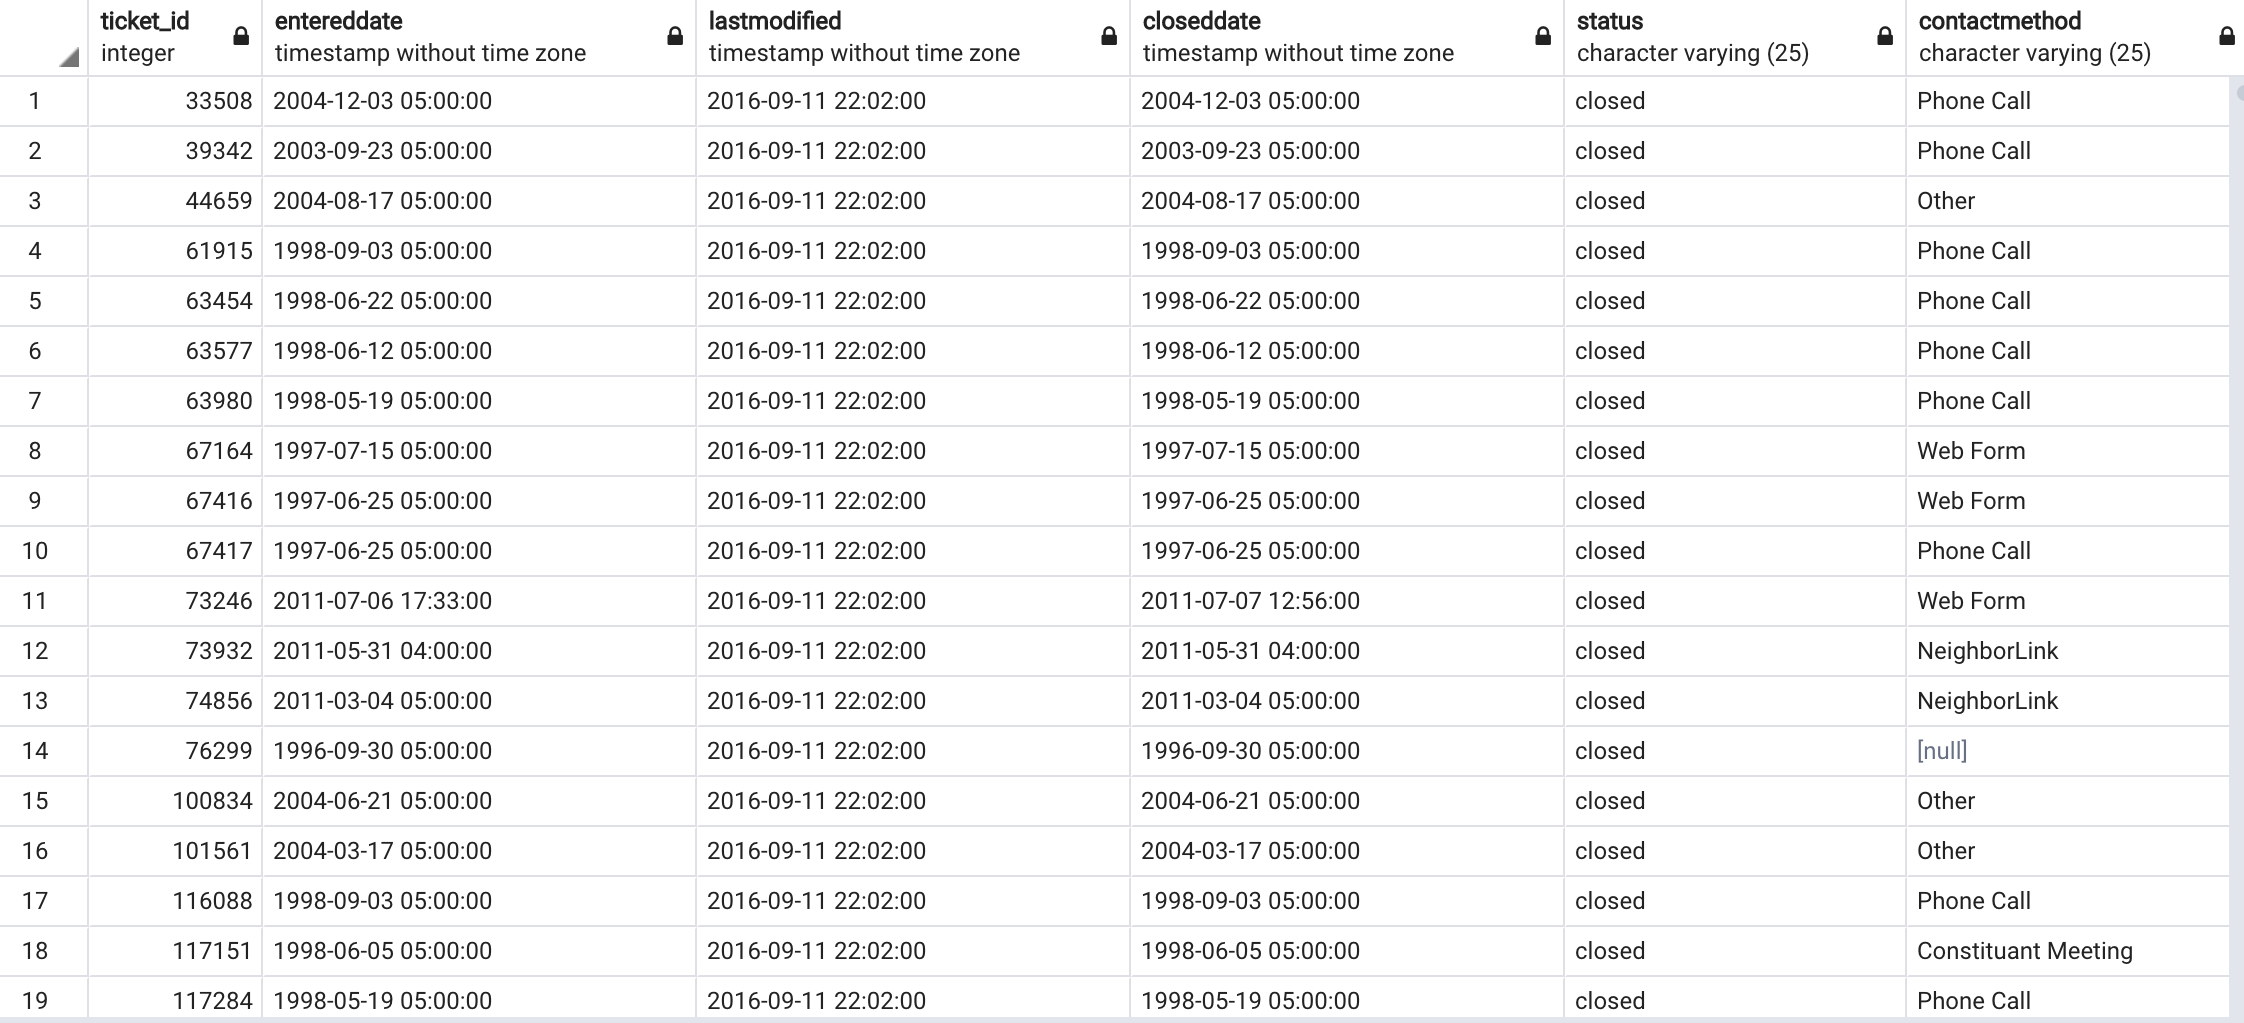 ticket_id entereddate lastmodified closeddate status contactmethod
integer timestamp without time zone timestamp without time zone timestamp without time zone character varying (25) character varying (25)
1 33508 2004-12-03 05:00:00 2016-09-11 22:02:00 2004-12-03 05:00:00 closed Phone Call
2 39342 2003-09-23 05:00:00 2016-09-11 22:02:00 2003-09-23 05:00:00 closed Phone Call
3 44659 2004-08-17 05:00:00 2016-09-11 22:02:00 2004-08-17 05:00:00 closed Other
4 61915 1998-09-03 05:00:00 2016-09-11 22:02:00 1998-09-03 05:00:00 closed Phone Call
5 63454 1998-06-22 05:00:00 2016-09-11 22:02:00 1998-06-22 05:00:00 closed Phone Call
6 63577 1998-06-12 05:00:00 2016-09-11 22:02:00 1998-06-12 05:00:00 closed Phone Call
7 63980 1998-05-19 05:00:00 2016-09-11 22:02:00 1998-05-19 05:00:00 closed Phone Call
8 67164 1997-07-15 05:00:00 2016-09-11 22:02:00 1997-07-15 05:00:00 closed Web Form
9 67416 1997-06-25 05:00:00 2016-09-11 22:02:00 1997-06-25 05:00:00 closed Web Form
10 67417 1997-06-25 05:00:00 2016-09-11 22:02:00 1997-06-25 05:00:00 closed Phone Call
11 73246 2011-07-06 17:33:00 2016-09-11 22:02:00 2011-07-07 12:56:00 closed Web Form
12 73932 2011-05-31 04:00:00 2016-09-11 22:02:00 2011-05-31 04:00:00 closed NeighborLink
13 74856 2011-03-04 05:00:00 2016-09-11 22:02:00 2011-03-04 05:00:00 closed NeighborLink
14 76299 1996-09-30 05:00:00 2016-09-11 22:02:00 1996-09-30 05:00:00 closed [null]
15 100834 2004-06-21 05:00:00 2016-09-11 22:02:00 2004-06-21 05:00:00 closed Other
16 101561 2004-03-17 05:00:00 2016-09-11 22:02:00 2004-03-17 05:00:00 closed Other
17 116088 1998-09-03 05:00:00 2016-09-11 22:02:00 1998-09-03 05:00:00 closed Phone Call
18 117151 1998-06-05 05:00:00 2016-09-11 22:02:00 1998-06-05 05:00:00 closed Constituant Meeting
19 117284 1998-05-19 05:00:00 2016-09-11 22:02:00 1998-05-19 05:00:00 closed Phone Call